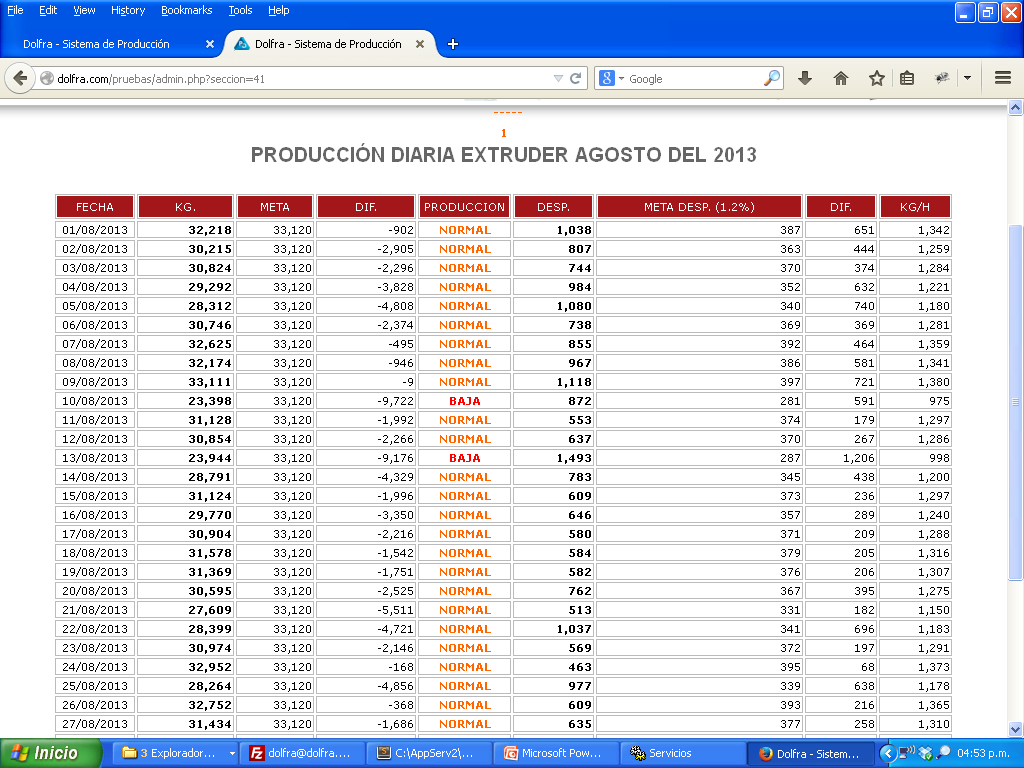 File Edit View History Bookmarks Tools Help
Dolfra - Sistema de Producción
Dolfra - Sistema de Producción
dolfra.com/pruebas/admin.php?seccion=41
Google
1
PRODUCCIÓN DIARIA EXTRUDER AGOSTO DEL 2013
FECHA KG. META DIF. PRODUCCION DESP. META DESP. (1.2%) DIF. KG/H
01/08/2013 32,218 33,120 -902 NORMAL 1,038 387 651 1,342
02/08/2013 30,215 33,120 -2,905 NORMAL 807 363 444 1,259
03/08/2013 30,824 33,120 -2,296 NORMAL 744 370 374 1,284
04/08/2013 29,292 33,120 -3,828 NORMAL 984 352 632 1,221
05/08/2013 28,312 33,120 -4,808 NORMAL 1,080 340 740 1,180
06/08/2013 30,746 33,120 -2,374 NORMAL 738 369 369 1,281
07/08/2013 32,625 33,120 -495 NORMAL 855 392 464 1,359
08/08/2013 32,174 33,120 -946 NORMAL 967 386 581 1,341
09/08/2013 33,111 33,120 -9 NORMAL 1,118 397 721 1,380
10/08/2013 23,398 33,120 -9,722 BAJA 872 281 591 975
11/08/2013 31,128 33,120 -1,992 NORMAL 553 374 179 1,297
12/08/2013 30,854 33,120 -2,266 NORMAL 637 370 267 1,286
13/08/2013 23,944 33,120 -9,176 BAJA 1,493 287 1,206 998
14/08/2013 28,791 33,120 -4,329 NORMAL 783 345 438 1,200
15/08/2013 31,124 33,120 -1,996 NORMAL 609 373 236 1,297
16/08/2013 29,770 33,120 -3,350 NORMAL 646 357 289 1,240
17/08/2013 30,904 33,120 -2,216 NORMAL 580 371 209 1,288
18/08/2013 31,578 33,120 -1,542 NORMAL 584 379 205 1,316
19/08/2013 31,369 33,120 -1,751 NORMAL 582 376 206 1,307
20/08/2013 30,595 33,120 -2,525 NORMAL 762 367 395 1,275
21/08/2013 27,609 33,120 -5,511 NORMAL 513 331 182 1,150
22/08/2013 28,399 33,120 -4,721 NORMAL 1,037 341 696 1,183
23/08/2013 30,974 33,120 -2,146 NORMAL 569 372 197 1,291
24/08/2013 32,952 33,120 -168 NORMAL 463 395 68 1,373
25/08/2013 28,264 33,120 -4,856 NORMAL 977 339 638 1,178
26/08/2013 32,752 33,120 -368 NORMAL 609 393 216 1,365
27/08/2013 31,434 33,120 -1,686 NORMAL 635 377 258 1,310
Inicio 3 Explorador... dolfra@dolfra.... C:\AppServ2\... Microsoft Pow... Servicios Dolfra - Sistem... 04:53 p.m.